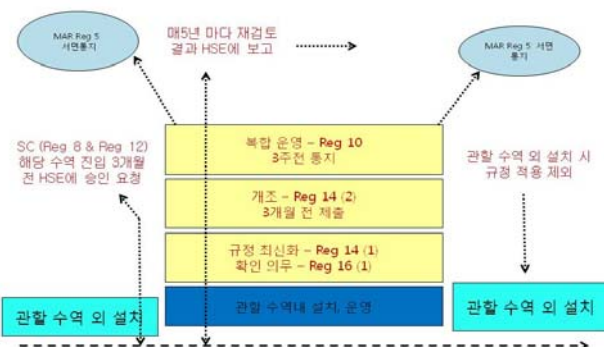 MAR Reg 5
서면통지
매5년 마다 재검토
결과 HSE에 보고
MAR Reg 5 서면
통지
SC (Reg 8 & Reg 12)
해당 수역 진입 3개월
전 HSE에 승인 요청
복합 운영 – Reg 10
3주전 통지
관할 수역 외 설치 시
규정 적용 제외
개조 – Reg 14 (2)
3개월 전 제출
규정 최신화 – Reg 14 (1)
확인 의무 – Reg 16 (1)
관할 수역 외 설치
관할 수역내 설치, 운영
관할 수역 외 설치